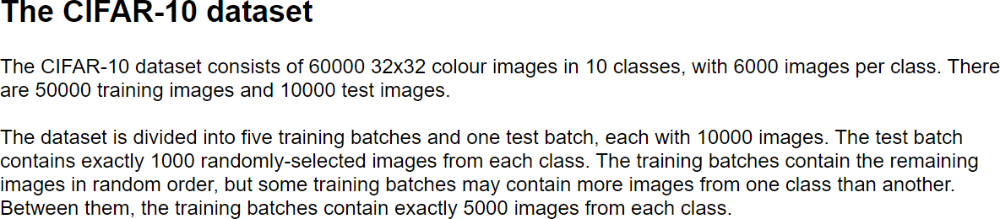 The CIFAR-10 dataset
The CIFAR-10 dataset consists of 60000 32x32 colour images in 10 classes, with 6000 images per class. There
are 50000 training images and 10000 test images.
The dataset is divided into five training batches and one test batch, each with 10000 images. The test batch
contains exactly 1000 randomly-selected images from each class. The training batches contain the remaining
images in random order, but some training batches may contain more images from one class than another.
Between them, the training batches contain exactly 5000 images from each class.